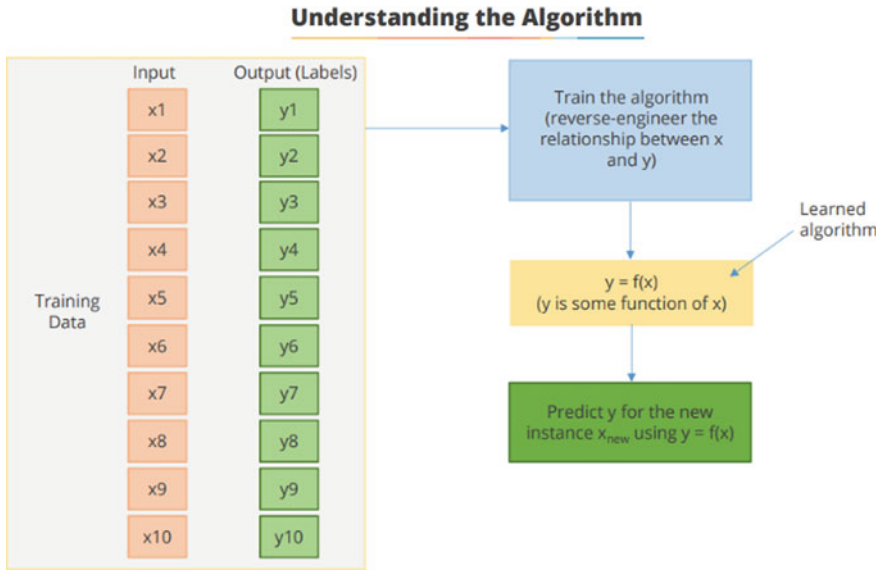 Understanding the Algorithm
Input
Output (Labels)
x1
y1
x2
y2
x3
y3
x4
y4
x5
y5
x6
y6
x7
y7
x8
y8
x9
y9
x10
y10
Training
Data
Train the algorithm
(reverse-engineer the
relationship between x
and y)
Learned
algorithm
y = f(x)
(y is some function of x)
Predict y for the new
instance xnew using y = f(x)